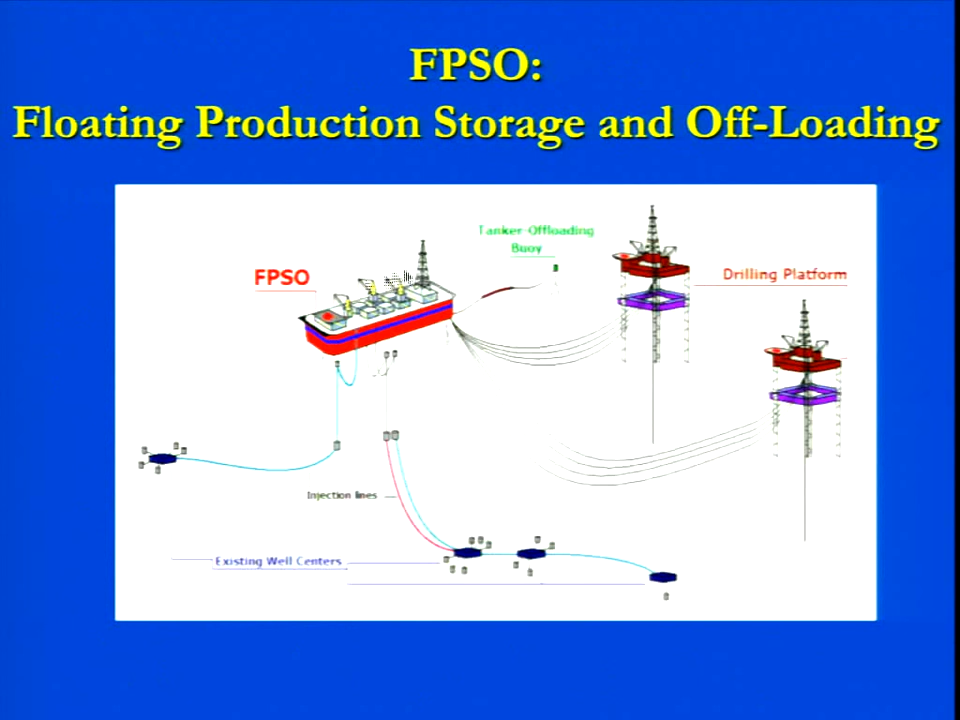 FPSO:
Floating Production Storage and Off-Loading
Tanker Offloading
Buoy
FPSO
Drilling Platform
Injection lines
Existing Well Centers